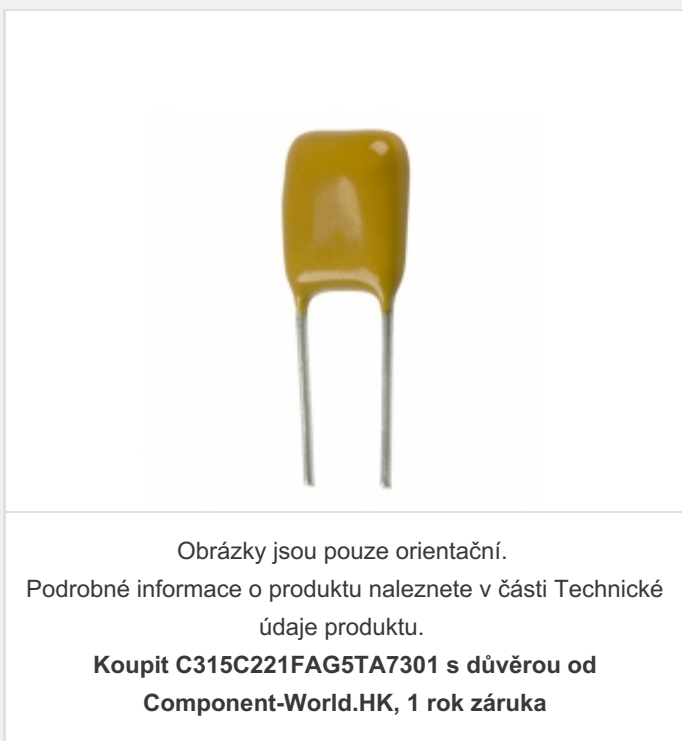 Obrázky jsou pouze orientační.
Podrobné informace o produktu naleznete v části Technické
údaje produktu.
Koupit C315C221FAG5TA7301 s důvěrou od
Component-World.HK, 1 rok záruka